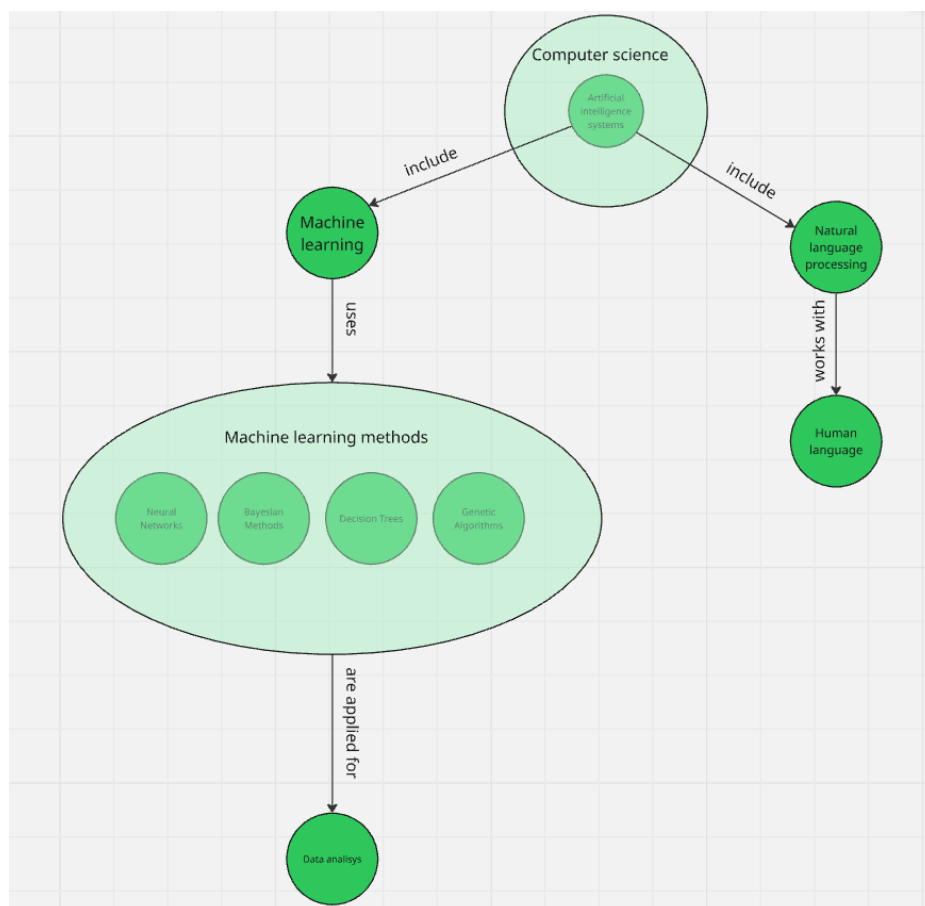 Computer science
Artificial
intelligence
systems
include
include
Machine
learning
Natural
language
processing
uses
works with
Machine learning methods
Human
language
Neural
Networks
Bayesian
Methods
Decision Trees
Genetic
Algorithms
are applied for
Data analisys